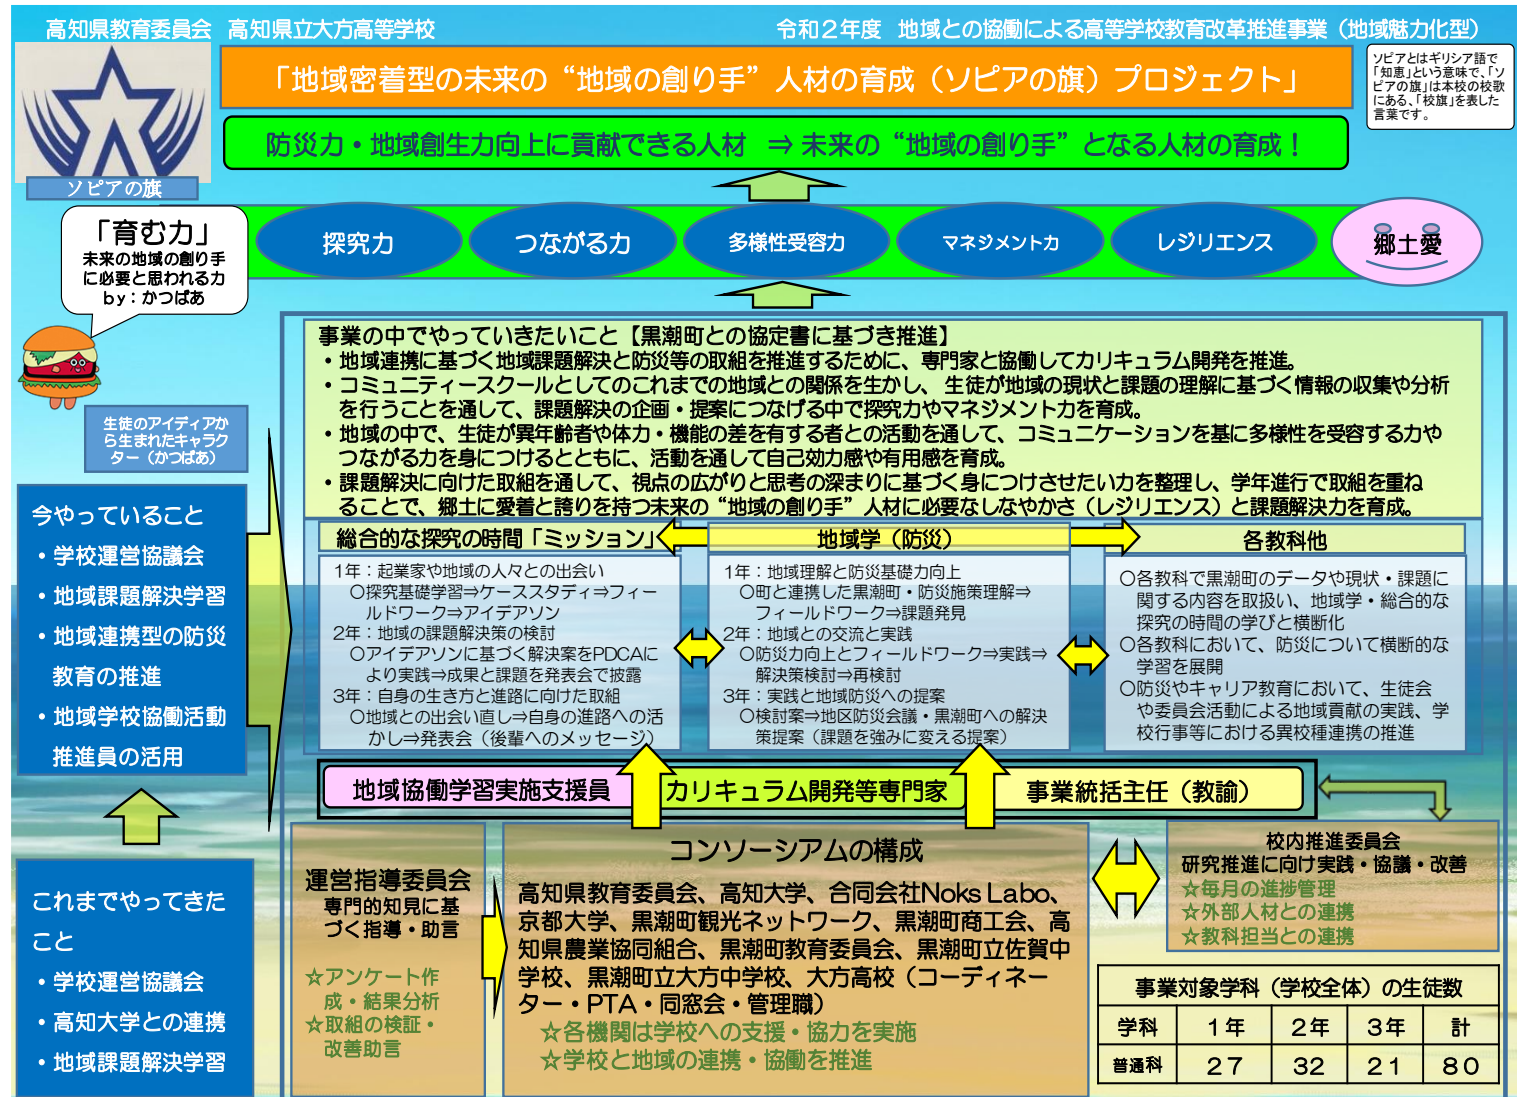 高知県教育委員会 高知県立大方高等学校
令和２年度 地域との協働による高等学校教育改革推進事業（地域魅力化型）
「地域密着型の未来の“地域の創り手”人材の育成（ソピアの旗）プロジェクト」
ソピアとはギリシア語で
「知恵」という意味で、「ソ
ピアの旗」は本校の校歌
にある、「校旗」を表した
言葉です。
防災力・地域創生力向上に貢献できる人材 ⇒ 未来の“地域の創り手”となる人材の育成！
ソピアの旗
「育む力」
未来の地域の創り手
に必要と思われる力
by：かつばあ
探究力
つながる力
多様性受容力
マネジメント力
レジリエンス
郷土愛
生徒のアイディアか
ら生まれたキャラク
ター（かつばあ）
事業の中でやっていきたいこと【黒潮町との協定書に基づき推進】
・地域連携に基づく地域課題解決と防災等の取組を推進するために、専門家と協働してカリキュラム開発を推進。
・コミュニティースクールとしてのこれまでの地域との関係を生かし、生徒が地域の現状と課題の理解に基づく情報の収集や分析
を行うことを通して、課題解決の企画・提案につなげる中で探究力やマネジメント力を育成。
・地域の中で、生徒が異年齢者や体力・機能の差を有する者との活動を通して、コミュニケーションを基に多様性を受容する力や
つながる力を身につけるとともに、活動を通して自己効力感や有用感を育成。
・課題解決に向けた取組を通して、視点の広がりと思考の深まりに基づく身につけさせたい力を整理し、学年進行で取組を重ね
ることで、郷土に愛着と誇りを持つ未来の“地域の創り手”人材に必要なしなやかさ（レジリエンス）と課題解決力を育成。
今やっていること
・学校運営協議会
・地域課題解決学習
・地域連携型の防災
教育の推進
・地域学校協働活動
推進員の活用
これまでやってきた
こと
・学校運営協議会
・高知大学との連携
・地域課題解決学習
総合的な探究の時間「ミッション」
1年：起業家や地域の人々との出会い
○探究基礎学習⇒ケーススタディ⇒フィー
ルドワーク⇒アイデアソン
2年：地域の課題解決策の検討
○アイデアソンに基づく解決案をPDCAに
より実践⇒成果と課題を発表会で披露
3年：自身の生き方と進路に向けた取組
○地域との出会い直し⇒自身の進路への活
かし⇒発表会（後輩へのメッセージ）
地域学（防災）
1年：地域理解と防災基礎力向上
○町と連携した黒潮町・防災施策理解⇒
フィールドワーク⇒課題発見
2年：地域との交流と実践
○防災力向上とフィールドワーク⇒実践⇒
解決策検討⇒再検討
3年：実践と地域防災への提案
○検討案⇒地区防災会議・黒潮町への解決
策提案（課題を強みに変える提案）
各教科他
○各教科で黒潮町のデータや現状・課題に
関する内容を取扱い、地域学・総合的な
探究の時間の学びと横断化
○各教科において、防災について横断的な
学習を展開
○防災やキャリア教育において、生徒会
や委員会活動による地域貢献の実践、学
校行事等における異校種連携の推進
地域協働学習実施支援員
カリキュラム開発等専門家
事業統括主任（教諭）
運営指導委員会
専門的知見に基
づく指導・助言
☆アンケート作
成・結果分析
☆取組の検証・
改善助言
コンソーシアムの構成
高知県教育委員会、高知大学、合同会社Noks Labo、
京都大学、黒潮町観光ネットワーク、黒潮町商工会、高
知県農業協同組合、黒潮町教育委員会、黒潮町立佐賀中
学校、黒潮町立大方中学校、大方高校（コーディネー
ター・PTA・同窓会・管理職）
☆各機関は学校への支援・協力を実施
☆学校と地域の連携・協働を推進
校内推進委員会
研究推進に向け実践・協議・改善
☆毎月の進捗管理
☆外部人材との連携
☆教科担当との連携
事業対象学科（学校全体）の生徒数
学科 １年 ２年 ３年 計
普通科 ２７ 32 ２１ ８０